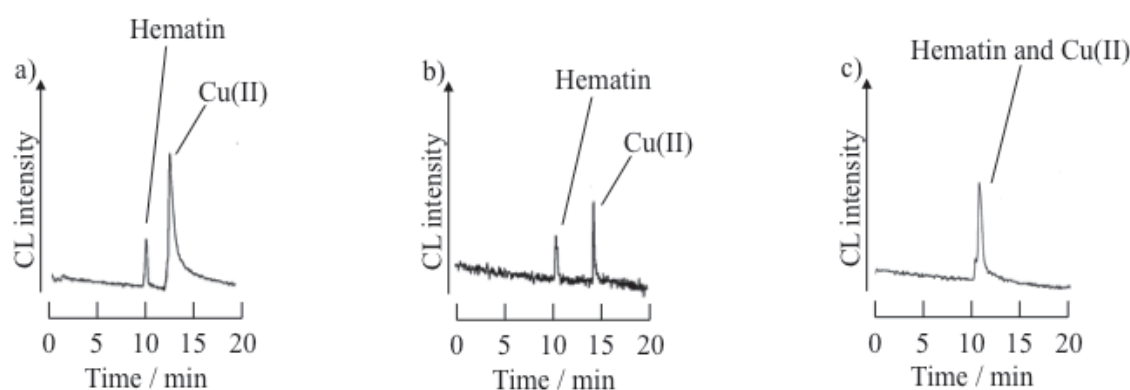 a)
Hematin
Cu(II)
CL intensity
0 5 10 15 20
Time / min
b)
Hematin
Cu(II)
CL intensity
0 5 10 15 20
Time / min
c)
Hematin and Cu(II)
CL intensity
0 5 10 15 20
Time / min